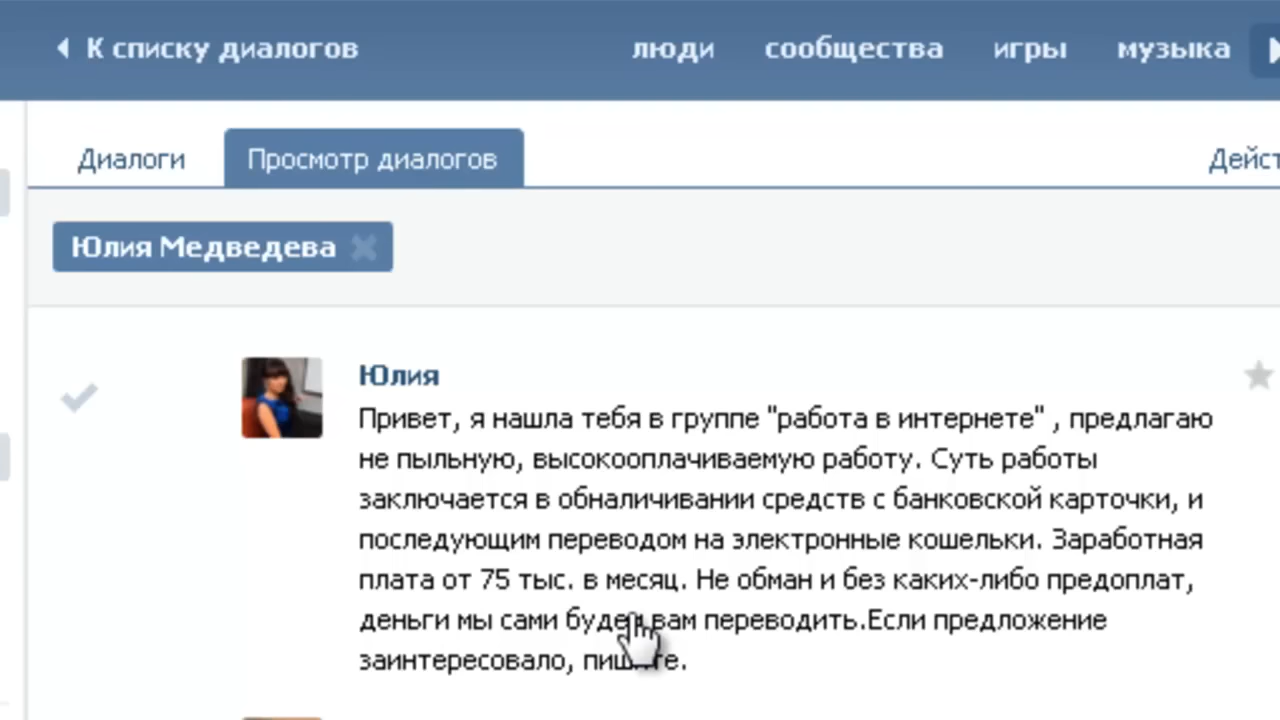 К списку диалогов люди сообщества игры музыка
Диалоги Просмотр диалогов
Юлия Медведева
Юлия
Привет, я нашла тебя в группе "работа в интернете" , предлагаю
не пыльную, высокооплачиваемую работу. Суть работы
заключается в обналичивании средств с банковской карточки, и
последующим переводом на электронные кошельки. Заработная
плата от 75 тыс. в месяц. Не обман и без каких-либо предоплат,
деньги мы сами будем вам переводить.Если предложение
заинтересовало, пишите.